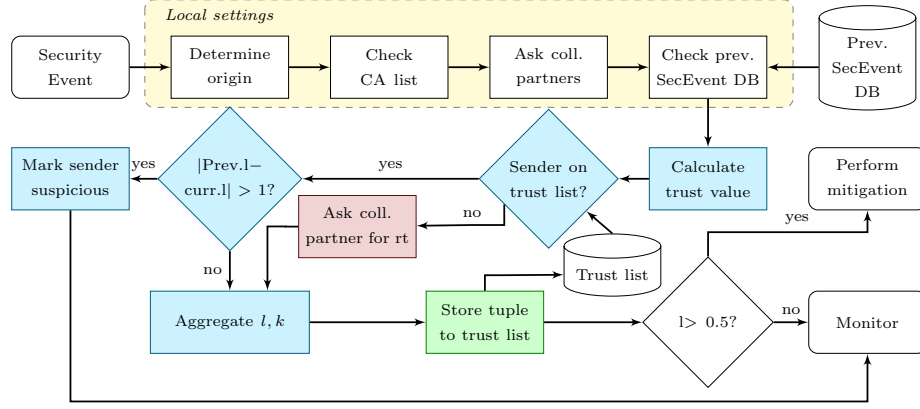 Local settings
Security
Event
Determine
origin
Check
CA list
Ask coll.
partners
Check prev.
SecEvent DB
Prev.
SecEvent
DB
Mark sender
suspicious
yes
|Prev.l−
curr.l| > 1?
yes
Sender on
trust list?
Calculate
trust value
Perform
mitigation
Ask coll.
partner for rt
no
yes
no
Trust list
Aggregate l, k
Store tuple
to trust list
l> 0.5?
no
Monitor